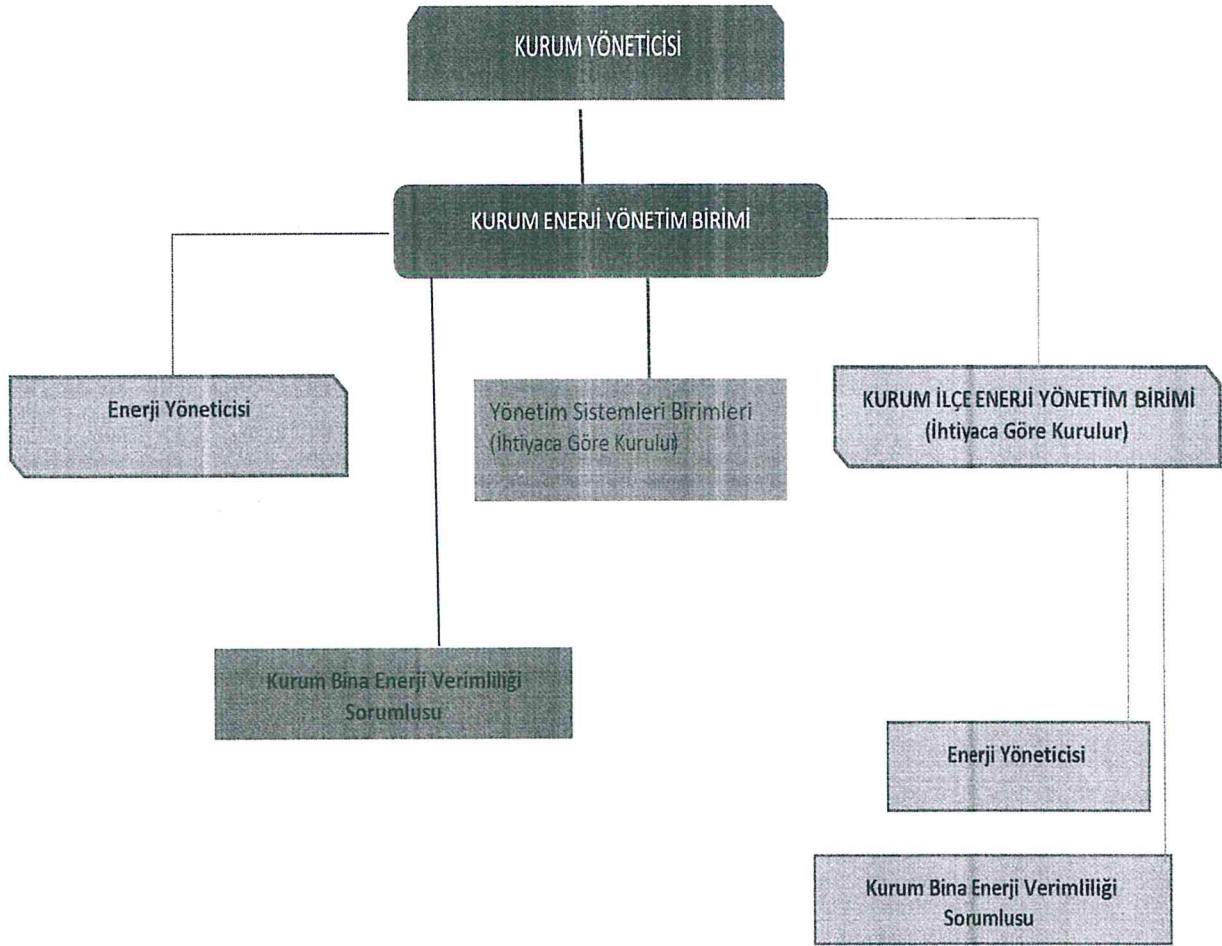 KURUM YÖNETİCİSİ
KURUM ENERJİ YÖNETİM BİRİMİ
Enerji Yöneticisi
Yönetim Sistemleri Birimleri
(İhtiyaca Göre Kurulur)
KURUM İLÇE ENERJİ YÖNETİM BİRİMİ
(İhtiyaca Göre Kurulur)
Kurum Bina Enerji Verimliliği
Sorumlusu
Enerji Yöneticisi
Kurum Bina Enerji Verimliliği
Sorumlusu